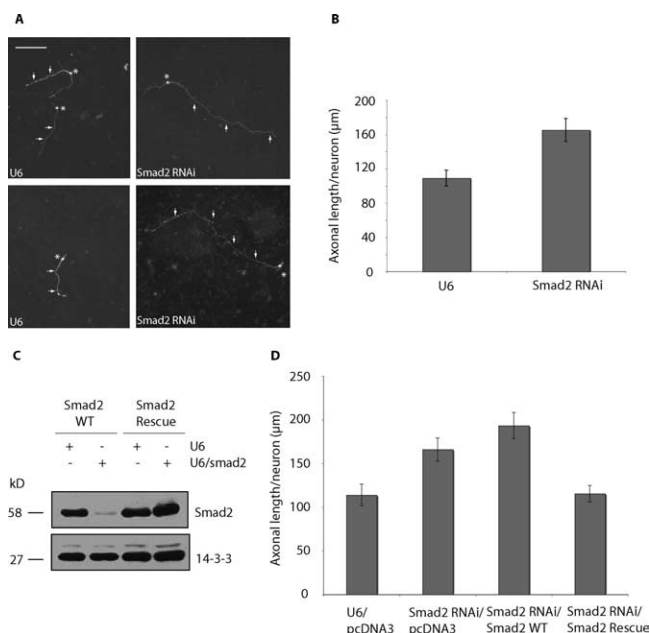 A
*
*
*
U6
Smad2 RNAi
*
*
U6
Smad2 RNAi
B
Axonal length/neuron (μm)
200
160
120
80
40
0
U6
Smad2 RNAi
C
Smad2 WT
Smad2 Rescue
+ - + - U6
- + - + U6/smad2
kD
58
Smad2
27
14-3-3
D
Axonal length/neuron (μm)
250
200
150
100
50
0
U6/
pcDNA3
Smad2 RNAi/
pcDNA3
Smad2 RNAi/
Smad2 WT
Smad2 RNAi/
Smad2 Rescue